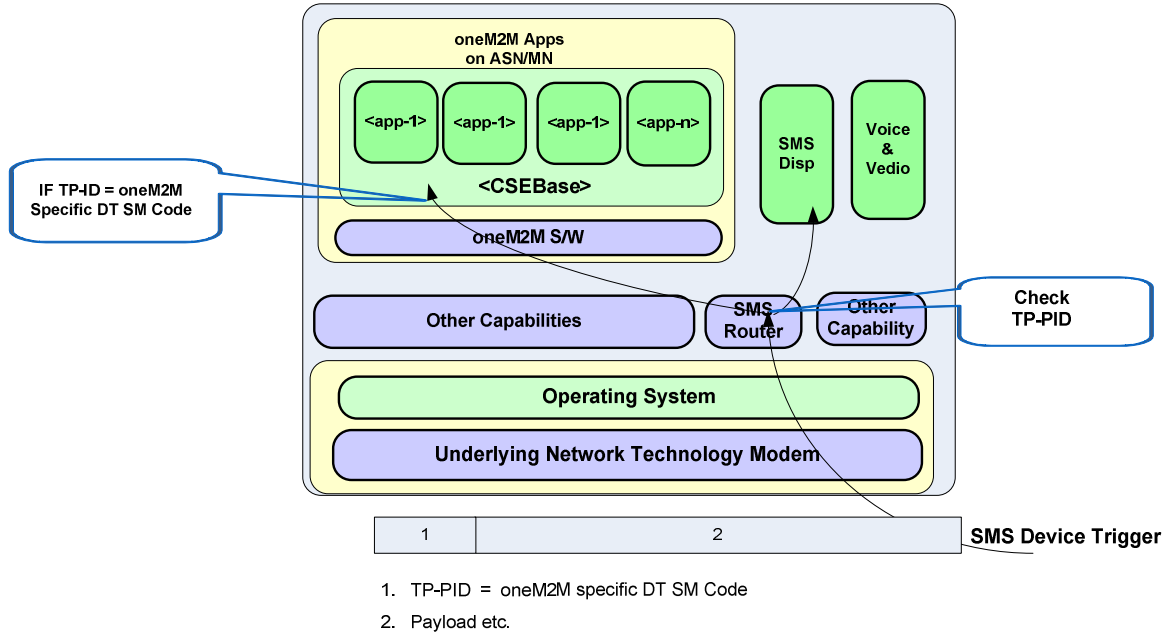 oneM2M Apps
on ASN/MN
<app-1>
<app-1>
<app-1>
<app-n>
<CSEBase>
oneM2M S/W
SMS
Disp
Voice
&
Vedio
IF TP-ID = oneM2M
Specific DT SM Code
Other Capabilities
SMS
Router
Other
Capability
Check
TP-PID
Operating System
Underlying Network Technology Modem
1
2
SMS Device Trigger
1. TP-PID = oneM2M specific DT SM Code
2. Payload etc.